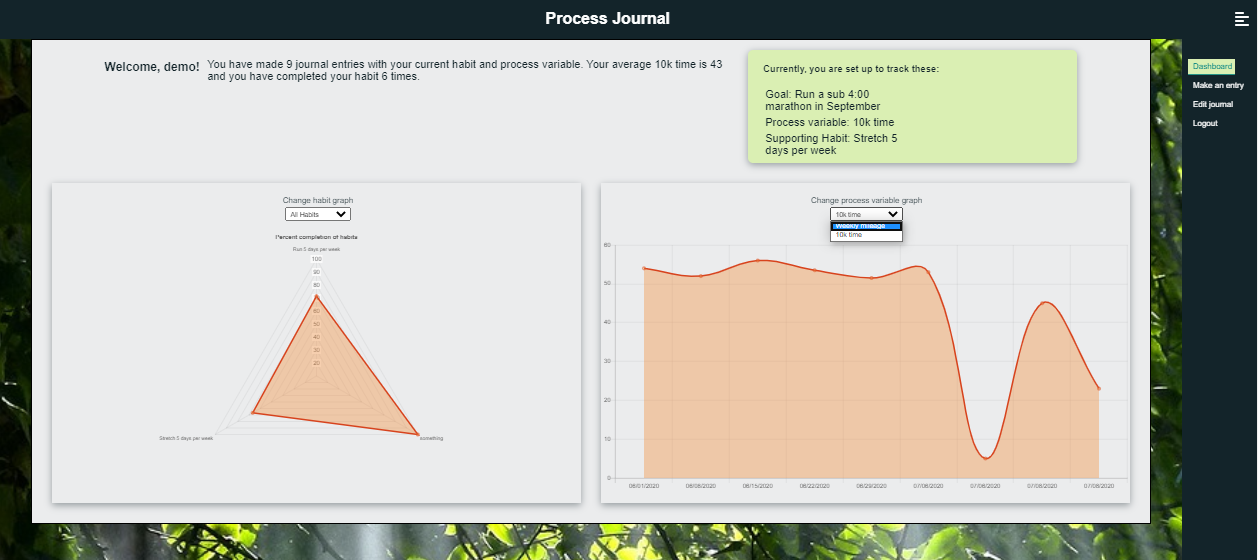 Process Journal
Welcome, demo!
You have made 9 journal entries with your current habit and process variable. Your average 10k time is 43
and you have completed your habit 6 times.
Currently, you are set up to track these:
Goal: Run a sub 4:00
marathon in September
Process variable: 10k time
Supporting Habit: Stretch 5
days per week
Dashboard
Make an entry
Edit journal
Logout
Change habit graph
All Habits
Percent completion of habits
Run 5 days per week
100
90
80
60
50
40
30
20
Stretch 5 days per week
something
Change process variable graph
10k time
Weekly mileage
10k time
60
50
40
30
20
10
0
06/01/2020 06/08/2020 06/15/2020 06/22/2020 06/29/2020 07/06/2020 07/06/2020 07/08/2020 07/08/2020